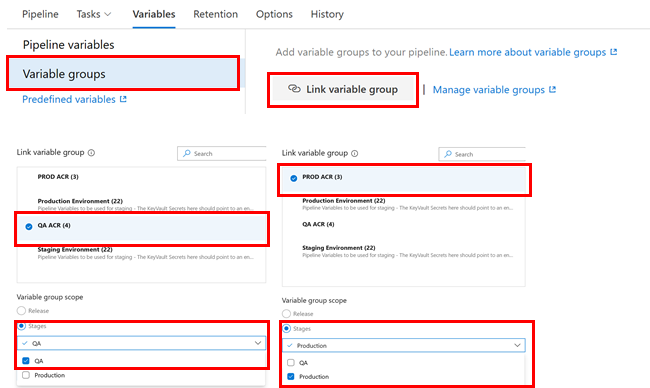 Pipeline Tasks Variables Retention Options History
Pipeline variables
Variable groups
Predefined variables
Add variable groups to your pipeline. Learn more about variable groups
Link variable group | Manage variable groups
Link variable group
Search
PROD ACR (3)
Production Environment (22)
Pipeline Variables to be used for staging - The KeyVault Secrets here should point to an en...
QA ACR (4)
Staging Environment (22)
Pipeline Variables to be used for staging - The KeyVault Secrets here should point to an en...
Variable group scope
Release
Stages
QA
QA
Production
Link variable group
Search
PROD ACR (3)
Production Environment (22)
Pipeline Variables to be used for staging - The KeyVault Secrets here should point to an en...
QA ACR (4)
Staging Environment (22)
Pipeline Variables to be used for staging - The KeyVault Secrets here should point to an en...
Variable group scope
Release
Stages
Production
QA
Production